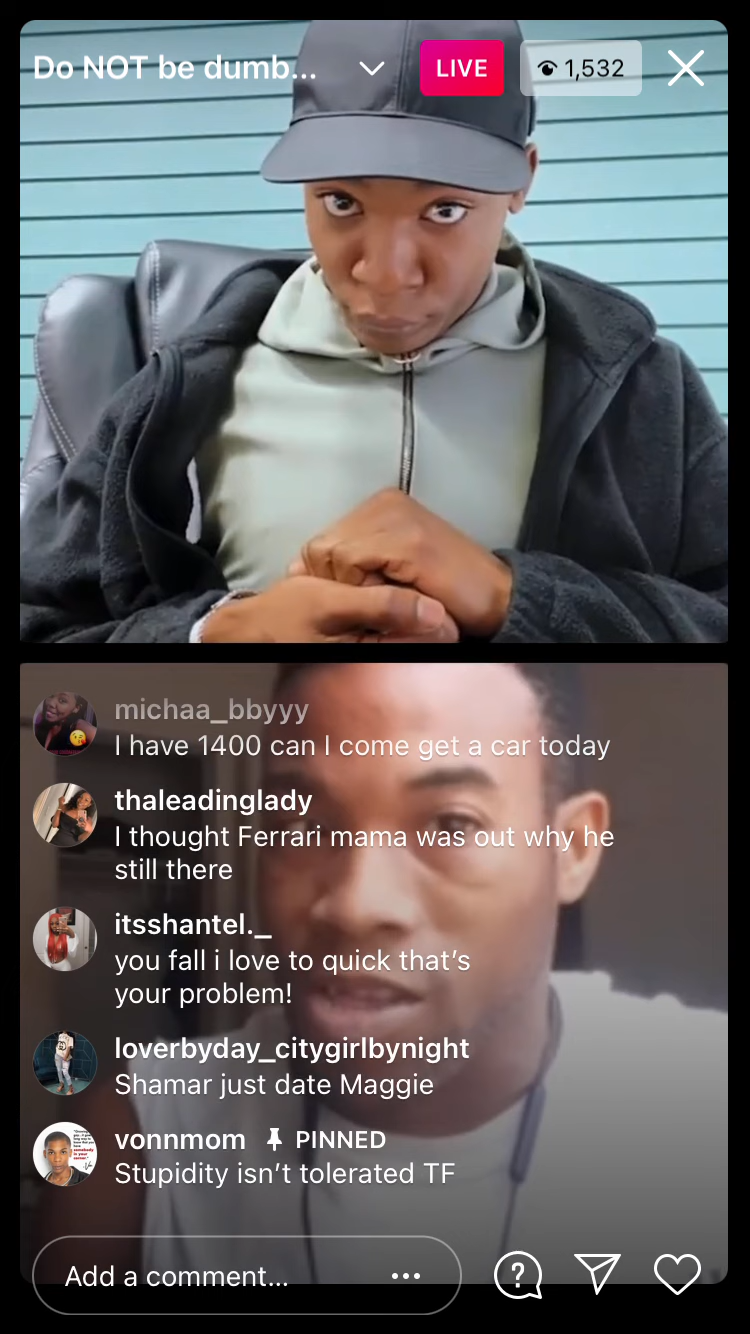 Do NOT be dumb...
LIVE
1,532
michaa_bbyyy
I have 1400 can I come get a car today
thaleadinglady
I thought Ferrari mama was out why he
still there
itsshantel._
you fall i love to quick that's
your problem!
loverbyday_citygirlbynight
Shamar just date Maggie
vonnmom PINNED
Stupidity isn't tolerated TF
Add a comment...